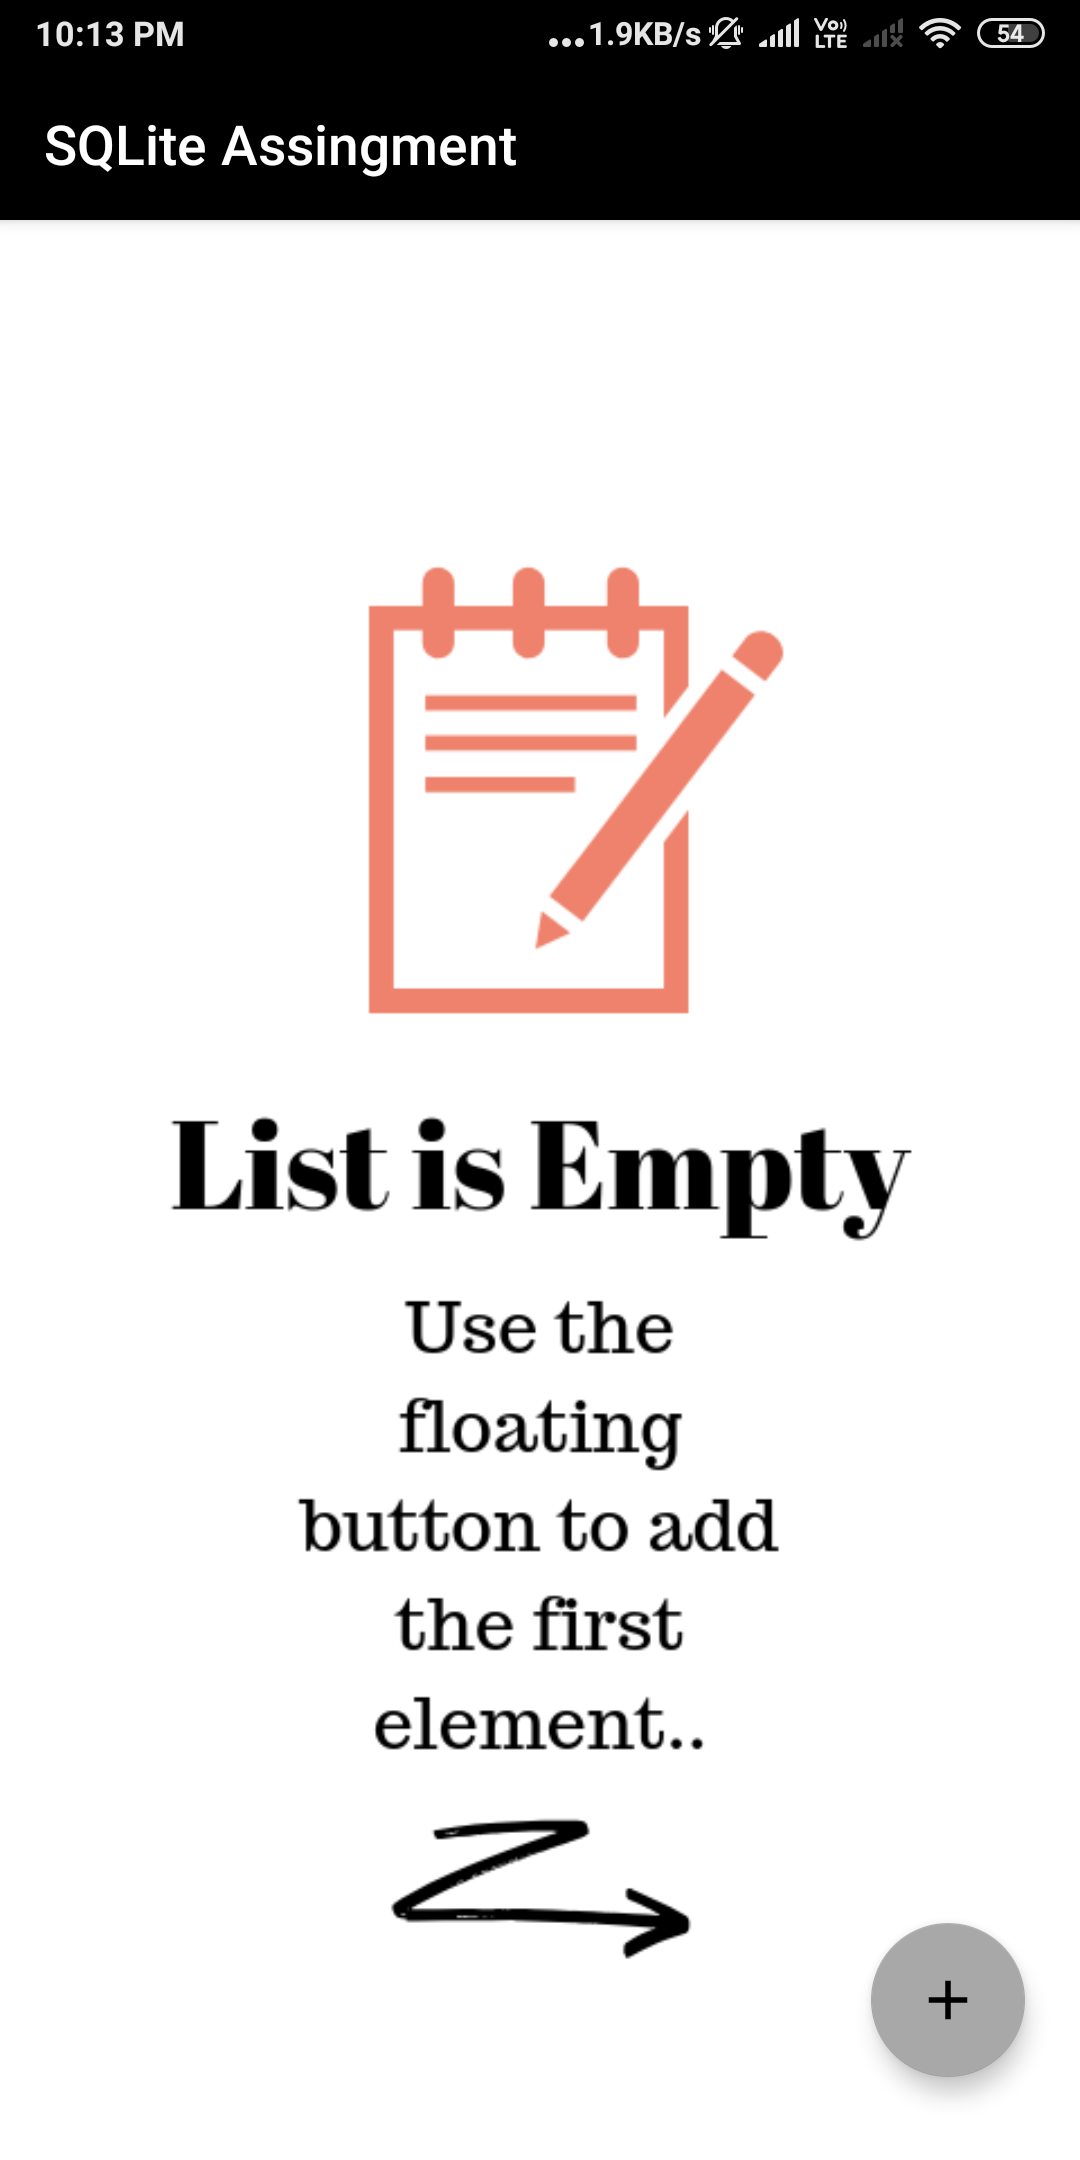 10:13 PM ...1.9KB/s Vo)) LTE 54
SQLite Assingment
List is Empty
Use the
floating
button to add
the first
element..
+